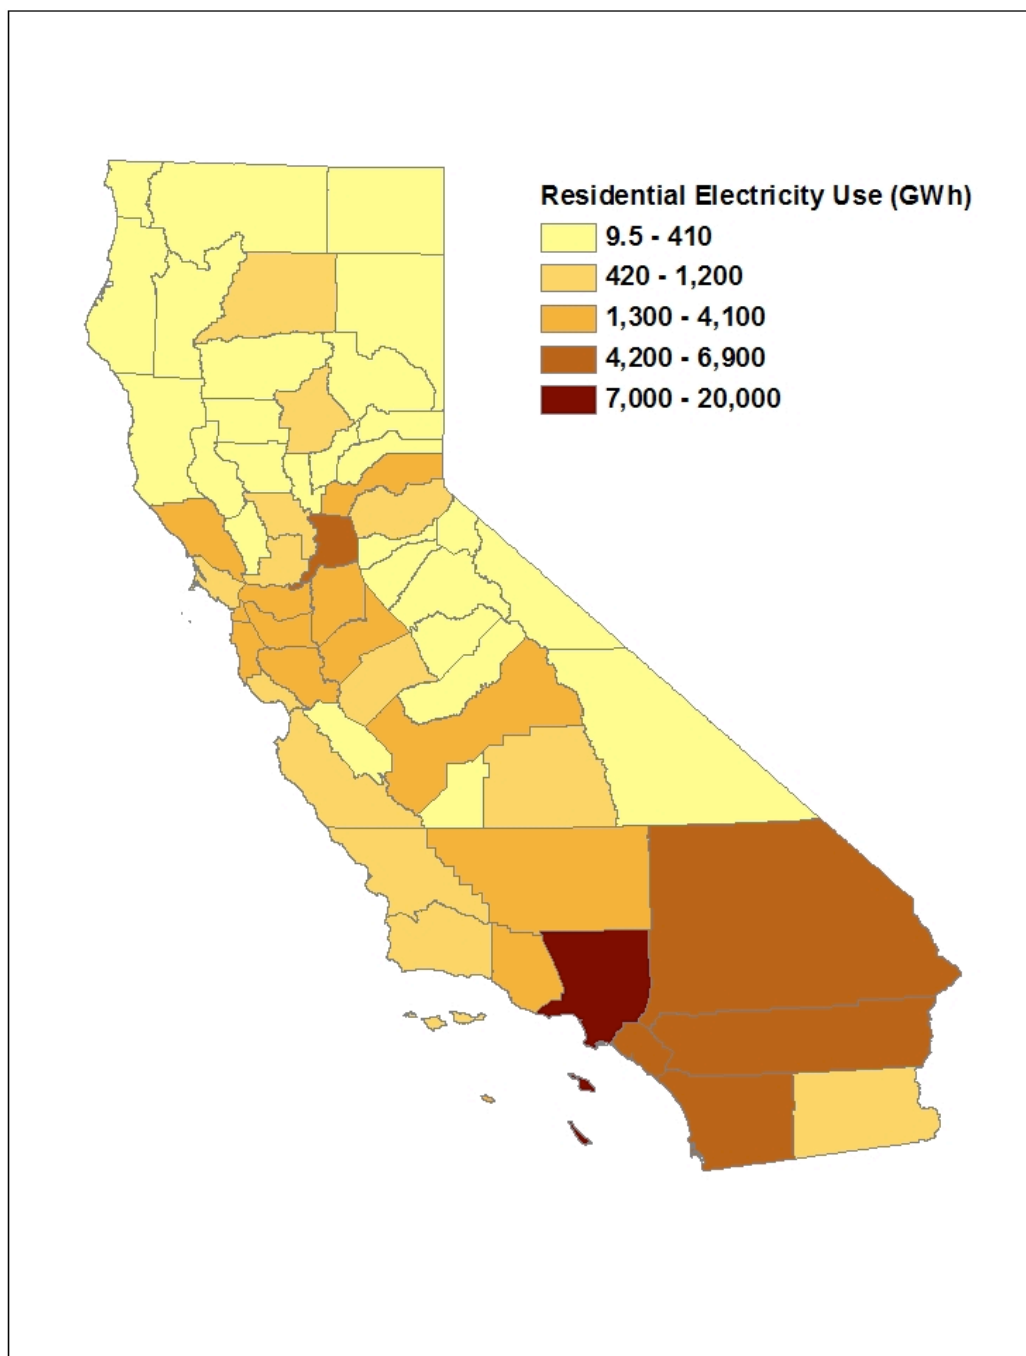 Residential Electricity Use (GWh)
9.5 - 410
420 - 1,200
1,300 - 4,100
4,200 - 6,900
7,000 - 20,000